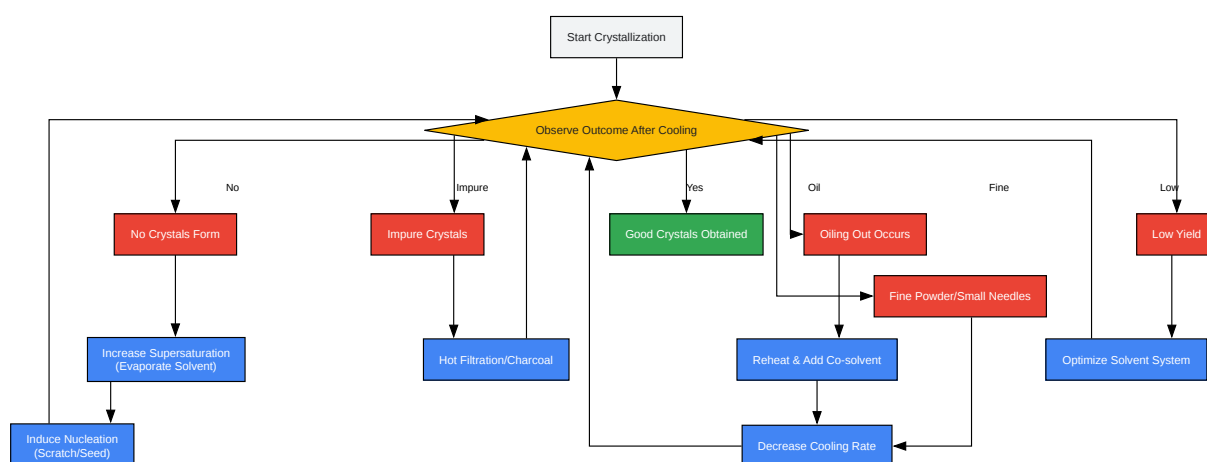 Start Crystallization
Observe Outcome After Cooling
No
Impure
Yes
Oil
Fine
Low
No Crystals Form
Impure Crystals
Good Crystals Obtained
Oiling Out Occurs
Low Yield
Fine Powder/Small Needles
Increase Supersaturation
(Evaporate Solvent)
Hot Filtration/Charcoal
Reheat & Add Co-solvent
Optimize Solvent System
Induce Nucleation
(Scratch/Seed)
Decrease Cooling Rate